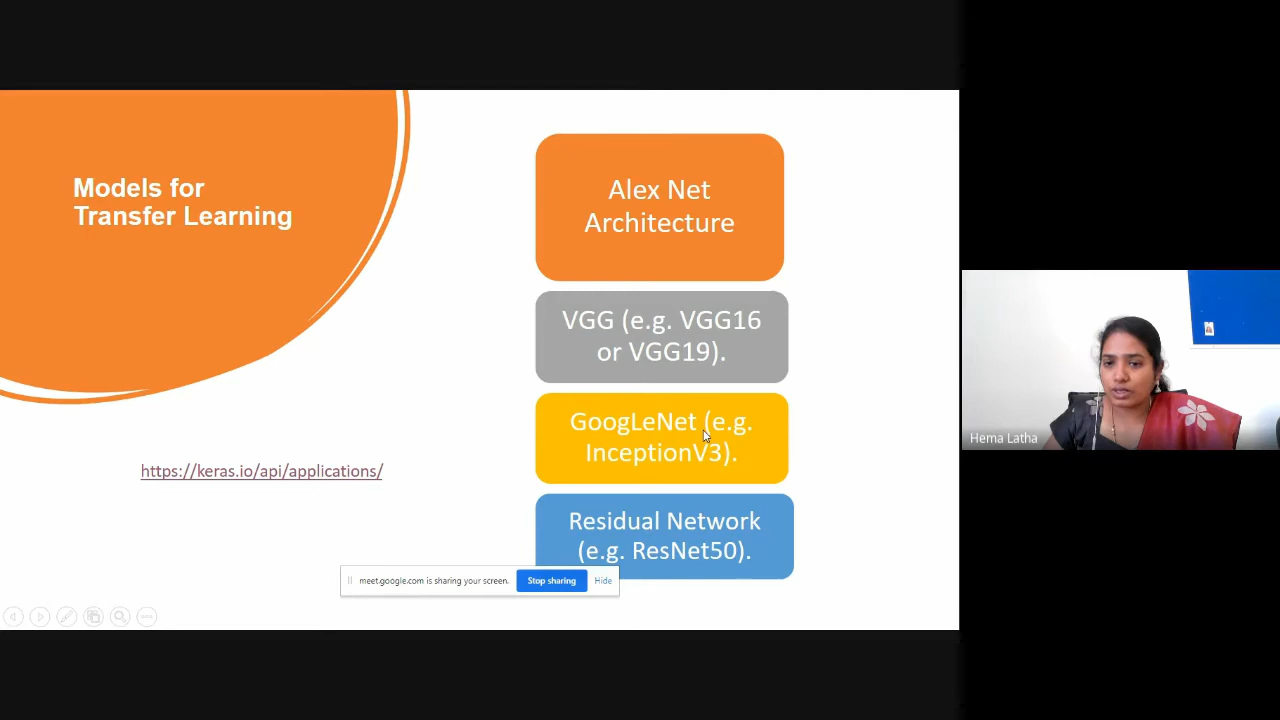 Models for
Transfer Learning
https://keras.io/api/applications/
Alex Net
Architecture
VGG (e.g. VGG16
or VGG19).
GoogLeNet (e.g.
InceptionV3).
Residual Network
(e.g. ResNet50).
meet.google.com is sharing your screen.
Stop sharing
Hide
Hema Latha